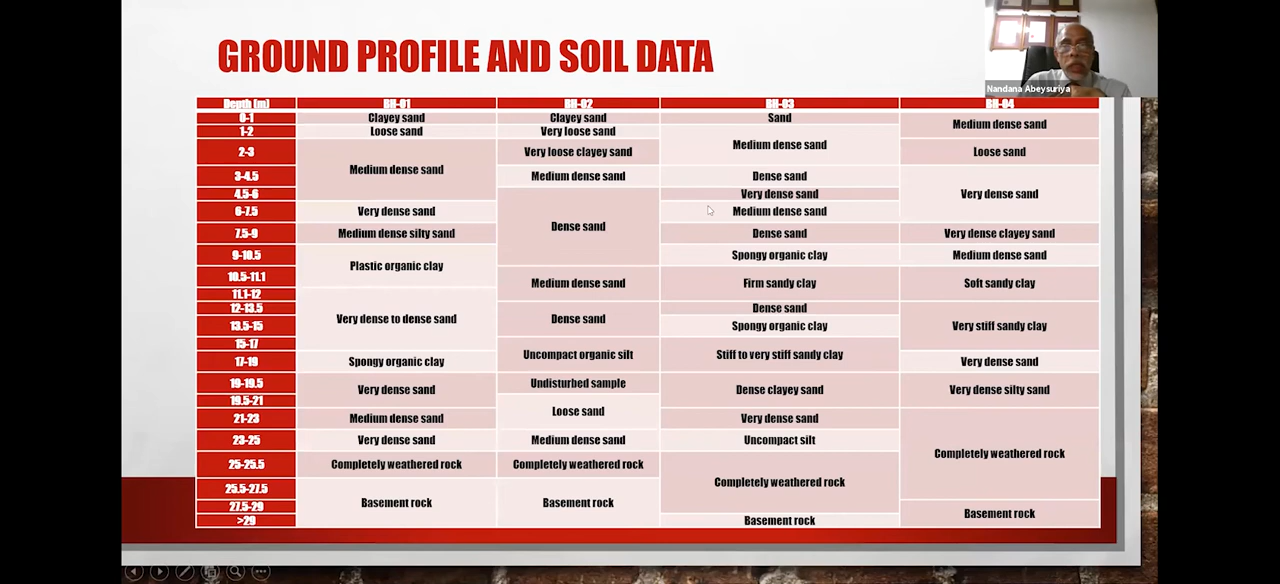 GROUND PROFILE AND SOIL DATA
Nandana Abeysuriya
Depth (m) BH-01 BH-02 BH-03 BH-04
0-1 Clayey sand Clayey sand Sand Medium dense sand
1-2 Loose sand Very loose sand Medium dense sand
2-3 Medium dense sand Very loose clayey sand Loose sand
3-4.5 Medium dense sand Dense sand Very dense sand
4.5-6 Dense sand Very dense sand
6-7.5 Very dense sand Medium dense sand
7.5-9 Medium dense silty sand Dense sand Very dense clayey sand
9-10.5 Plastic organic clay Spongy organic clay Medium dense sand
10.5-11.1 Medium dense sand Firm sandy clay Soft sandy clay
11.1-12 Very dense to dense sand
12-13.5 Dense sand Dense sand Very stiff sandy clay
13.5-15 Spongy organic clay
15-17 Uncompact organic silt Stiff to very stiff sandy clay
17-19 Spongy organic clay Very dense sand
19-19.5 Very dense sand Undisturbed sample Dense clayey sand Very dense silty sand
19.5-21 Loose sand
21-23 Medium dense sand Very dense sand Completely weathered rock
23-25 Very dense sand Medium dense sand Uncompact silt
25-25.5 Completely weathered rock Completely weathered rock Completely weathered rock
25.5-27.5 Basement rock Basement rock
27.5-29 Basement rock
>29 Basement rock